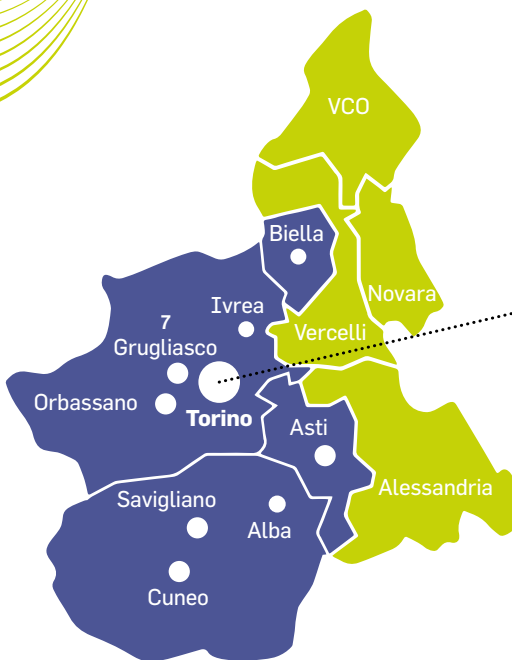 VCO
Biella
Novara
Ivrea
7
Vercelli
Grugliasco
Orbassano
Torino
Asti
Alessandria
Savigliano
Alba
Cuneo